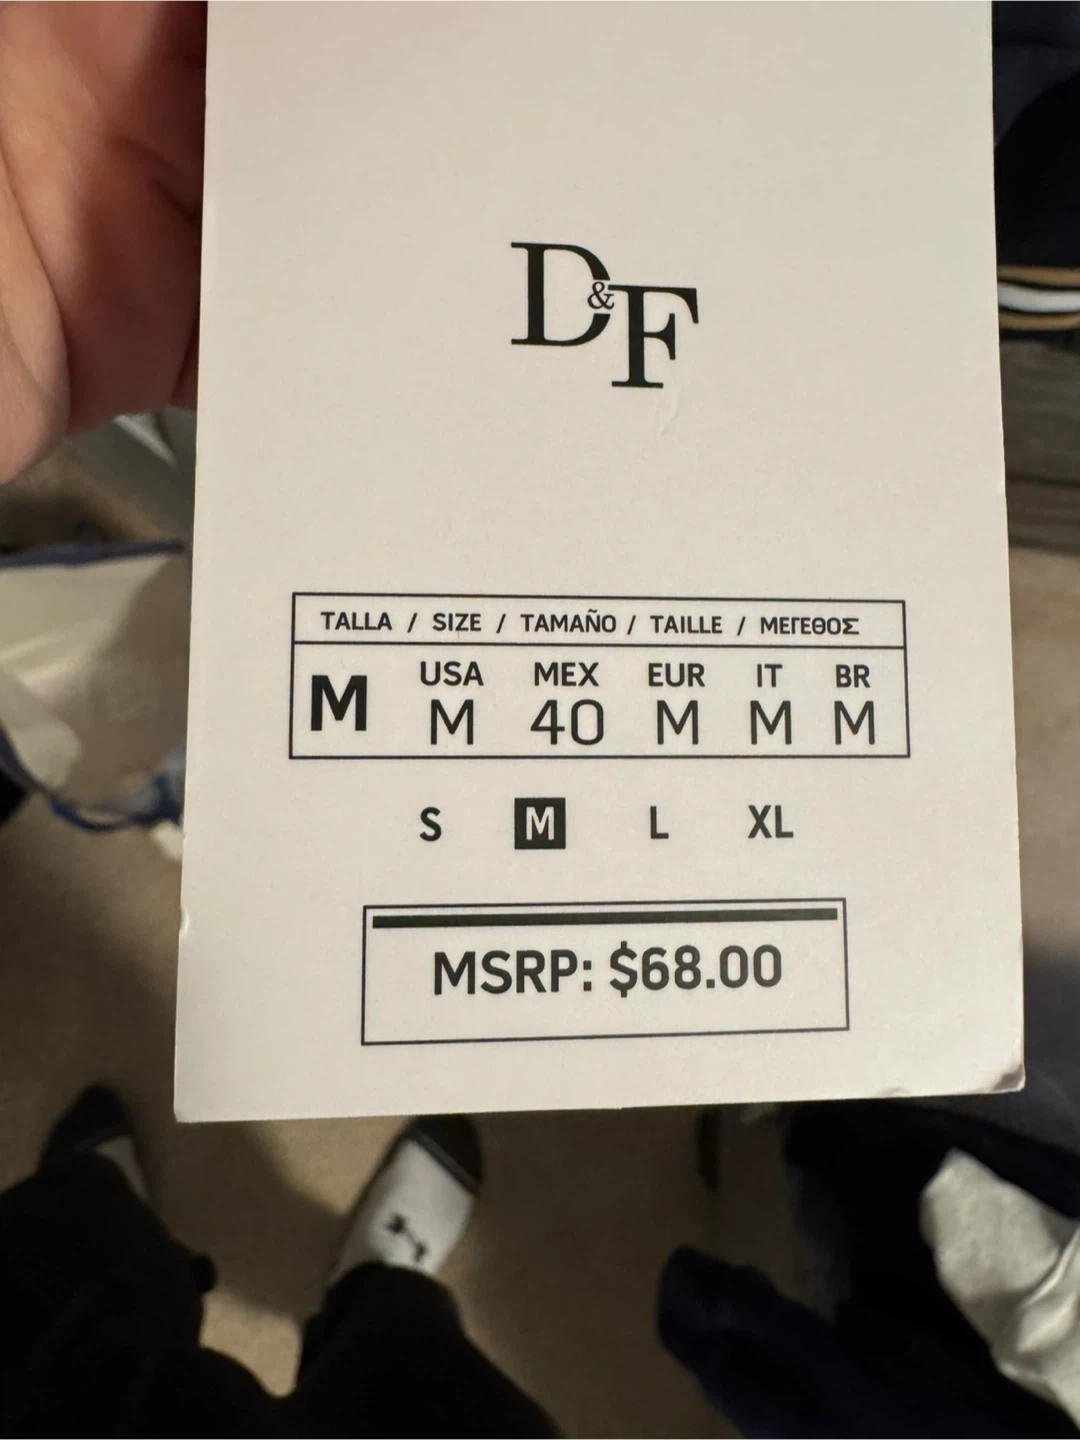 D&F
TALLA / SIZE / TAMAÑO / TAILLE / ΜΕΓΕΘΟΣ
M USA MEX EUR IT BR
M 40 M M M
S M L XL
MSRP: $68.00